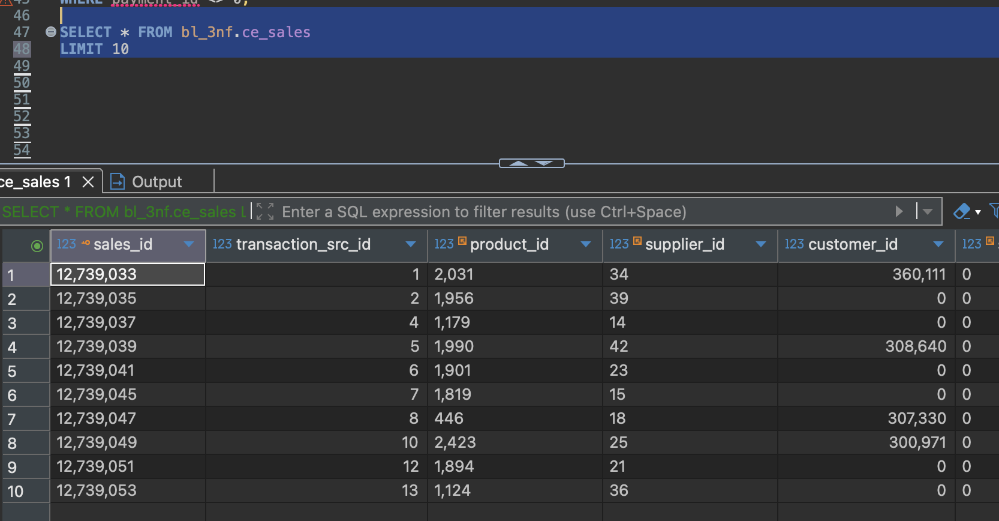 45 WHERE payment_id <> 0;
46
47 SELECT * FROM bl_3nf.ce_sales
48 LIMIT 10
49
50
51
52
53
54
ce_sales 1 Output
SELECT * FROM bl_3nf.ce_sales L Enter a SQL expression to filter results (use Ctrl+Space)
123 sales_id 123 transaction_src_id 123 product_id 123 supplier_id 123 customer_id 123
1 12,739,033 1 2,031 34 360,111 0
2 12,739,035 2 1,956 39 0 0
3 12,739,037 4 1,179 14 0 0
4 12,739,039 5 1,990 42 308,640 0
5 12,739,041 6 1,901 23 0 0
6 12,739,045 7 1,819 15 0 0
7 12,739,047 8 446 18 307,330 0
8 12,739,049 10 2,423 25 300,971 0
9 12,739,051 12 1,894 21 0 0
10 12,739,053 13 1,124 36 0 0